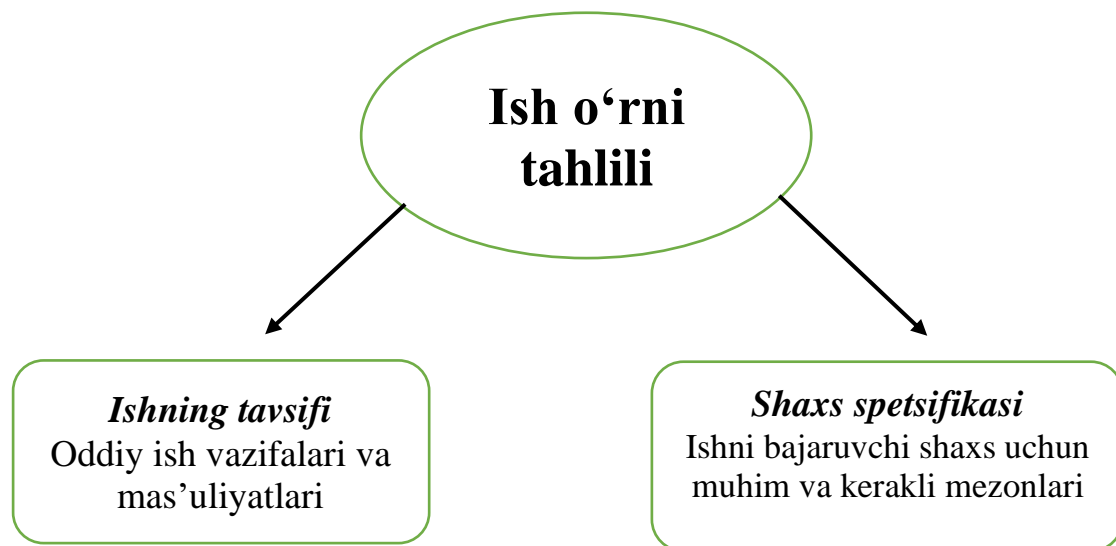 Ish o‘rni
tahlili
Ishning tavsifi
Oddiy ish vazifalari va
mas’uliyatlari
Shaxs spetsifikasi
Ishni bajaruvchi shaxs uchun
muhim va kerakli mezonlari